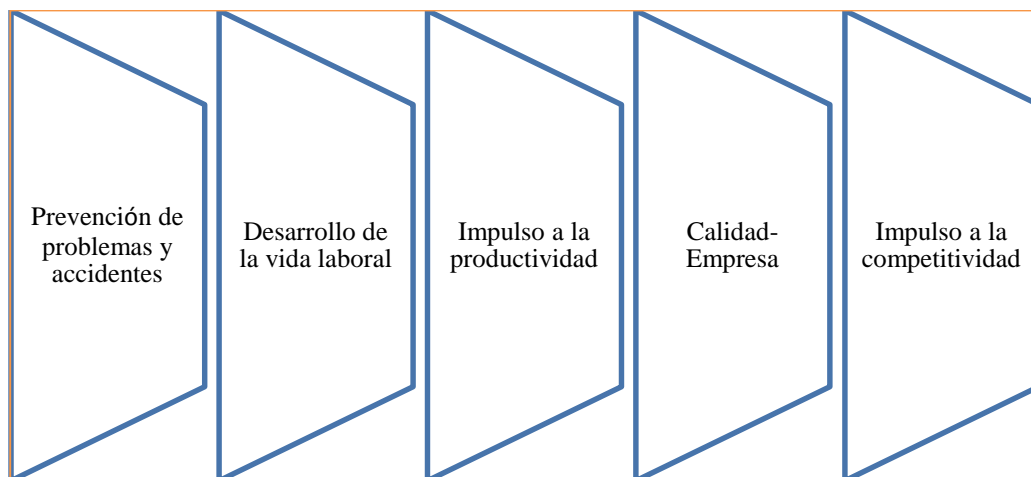 Prevención de
problemas y
accidentes
Desarrollo de
la vida laboral
Impulso a la
productividad
Calidad-
Empresa
Impulso a la
competitividad